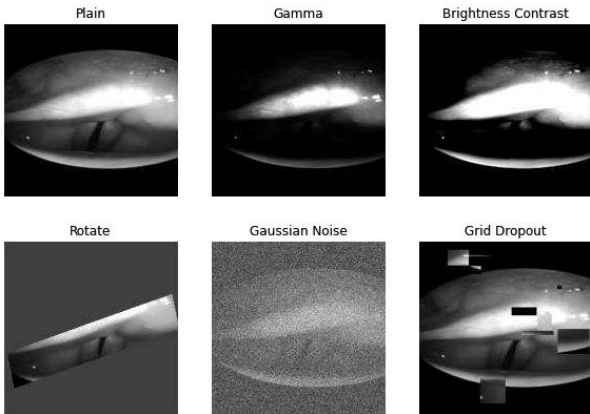 Plain
Gamma
Brightness Contrast
Rotate
Gaussian Noise
Grid Dropout